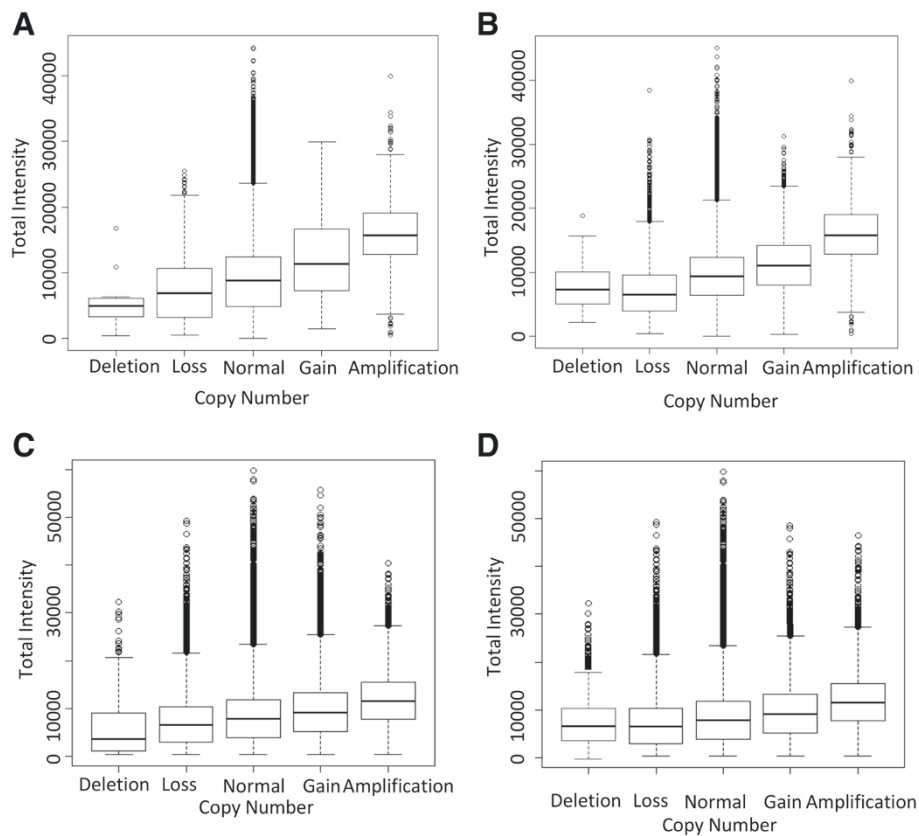 A
Total Intensity
40000
30000
20000
10000
0
Deletion Loss Normal Gain Amplification
Copy Number
B
Total Intensity
40000
30000
20000
10000
0
Deletion Loss Normal Gain Amplification
Copy Number
C
Total Intensity
50000
30000
10000
0
Deletion Loss Normal Gain Amplification
Copy Number
D
Total Intensity
50000
30000
10000
0
Deletion Loss Normal Gain Amplification
Copy Number